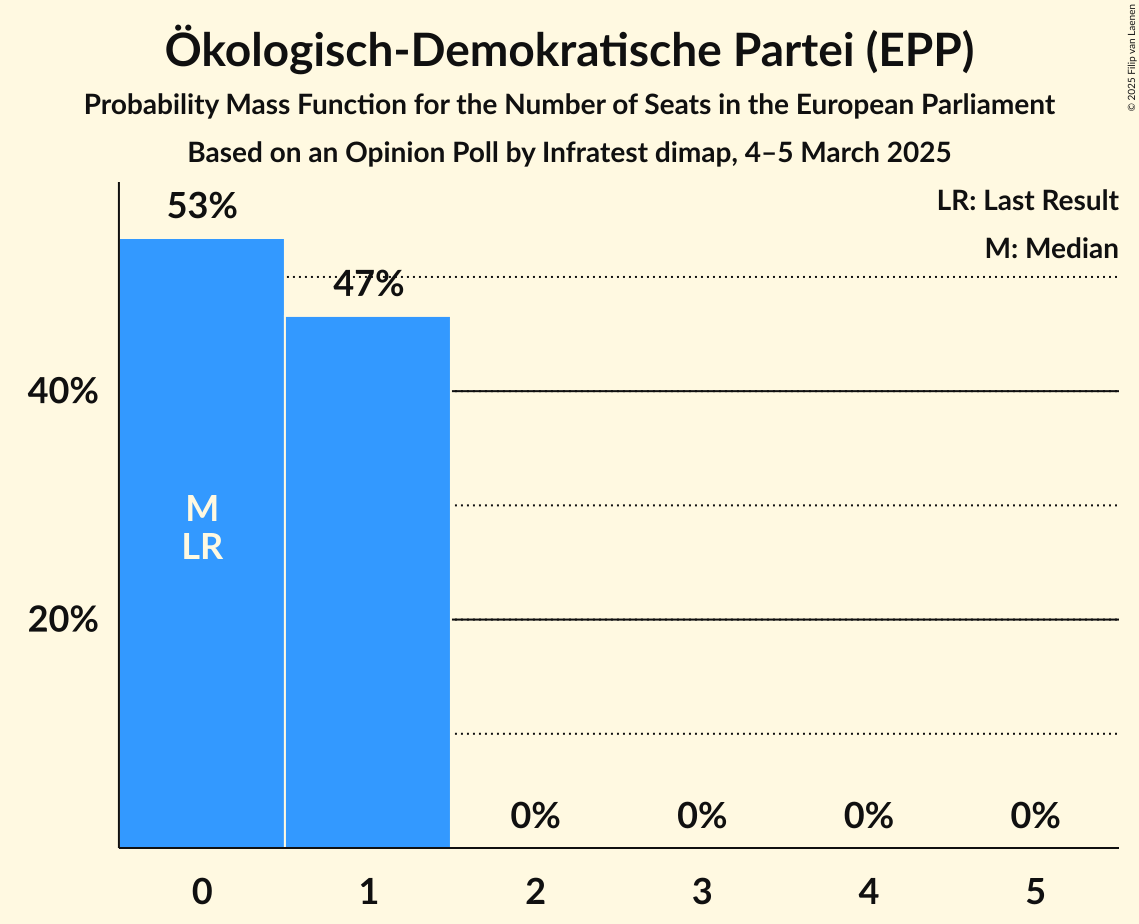 Ökologisch-Demokratische Partei (EPP)
Probability Mass Function for the Number of Seats in the European Parliament
Based on an Opinion Poll by Infratest dimap, 4–5 March 2025
© 2025 Filip van Laenen
LR: Last Result
M: Median
53%
47%
40%
20%
M
LR
0%
0%
0%
0%
0
1
2
3
4
5